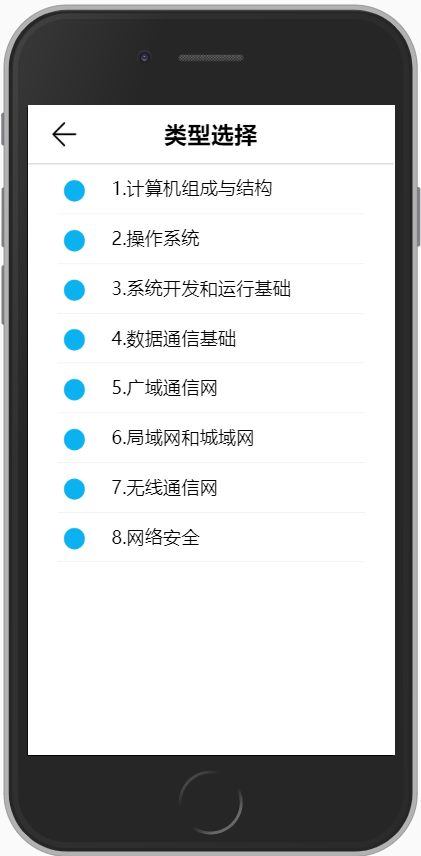 类型选择
1.计算机组成与结构
2.操作系统
3.系统开发和运行基础
4.数据通信基础
5.广域通信网
6.局域网和城域网
7.无线通信网
8.网络安全